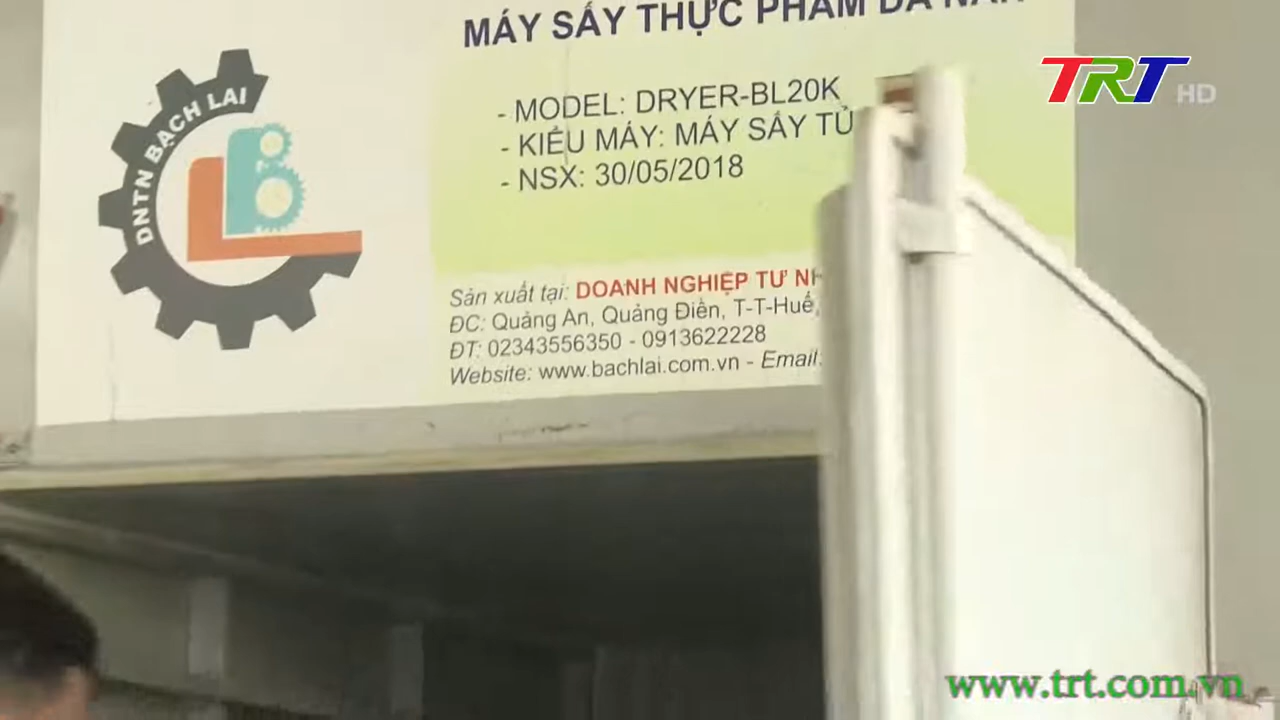 MÁY SẤY THỰC PHẨM ĐA
TRT HD
DNTN BẠCH LAI
- MODEL: DRYER-BL20K
- KIỂU MÁY: MÁY SẤY TỦ
- NSX: 30/05/2018
Sản xuất tại: DOANH NGHIỆP TƯ
ĐC: Quảng An, Quảng Điền, T-T-Huế,
ĐT: 02343556350 - 0913622228
Website: www.bachlai.com.vn - Email:
www.trt.com.vn